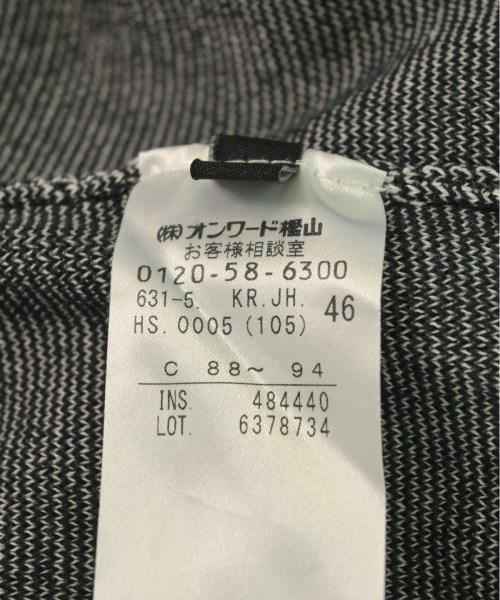 (株)オンワード樫山
お客様相談室
0120-58-6300
631-5. KR.JH. 46
HS.0005 (105)
C 88～ 94
INS. 484440
LOT. 6378734